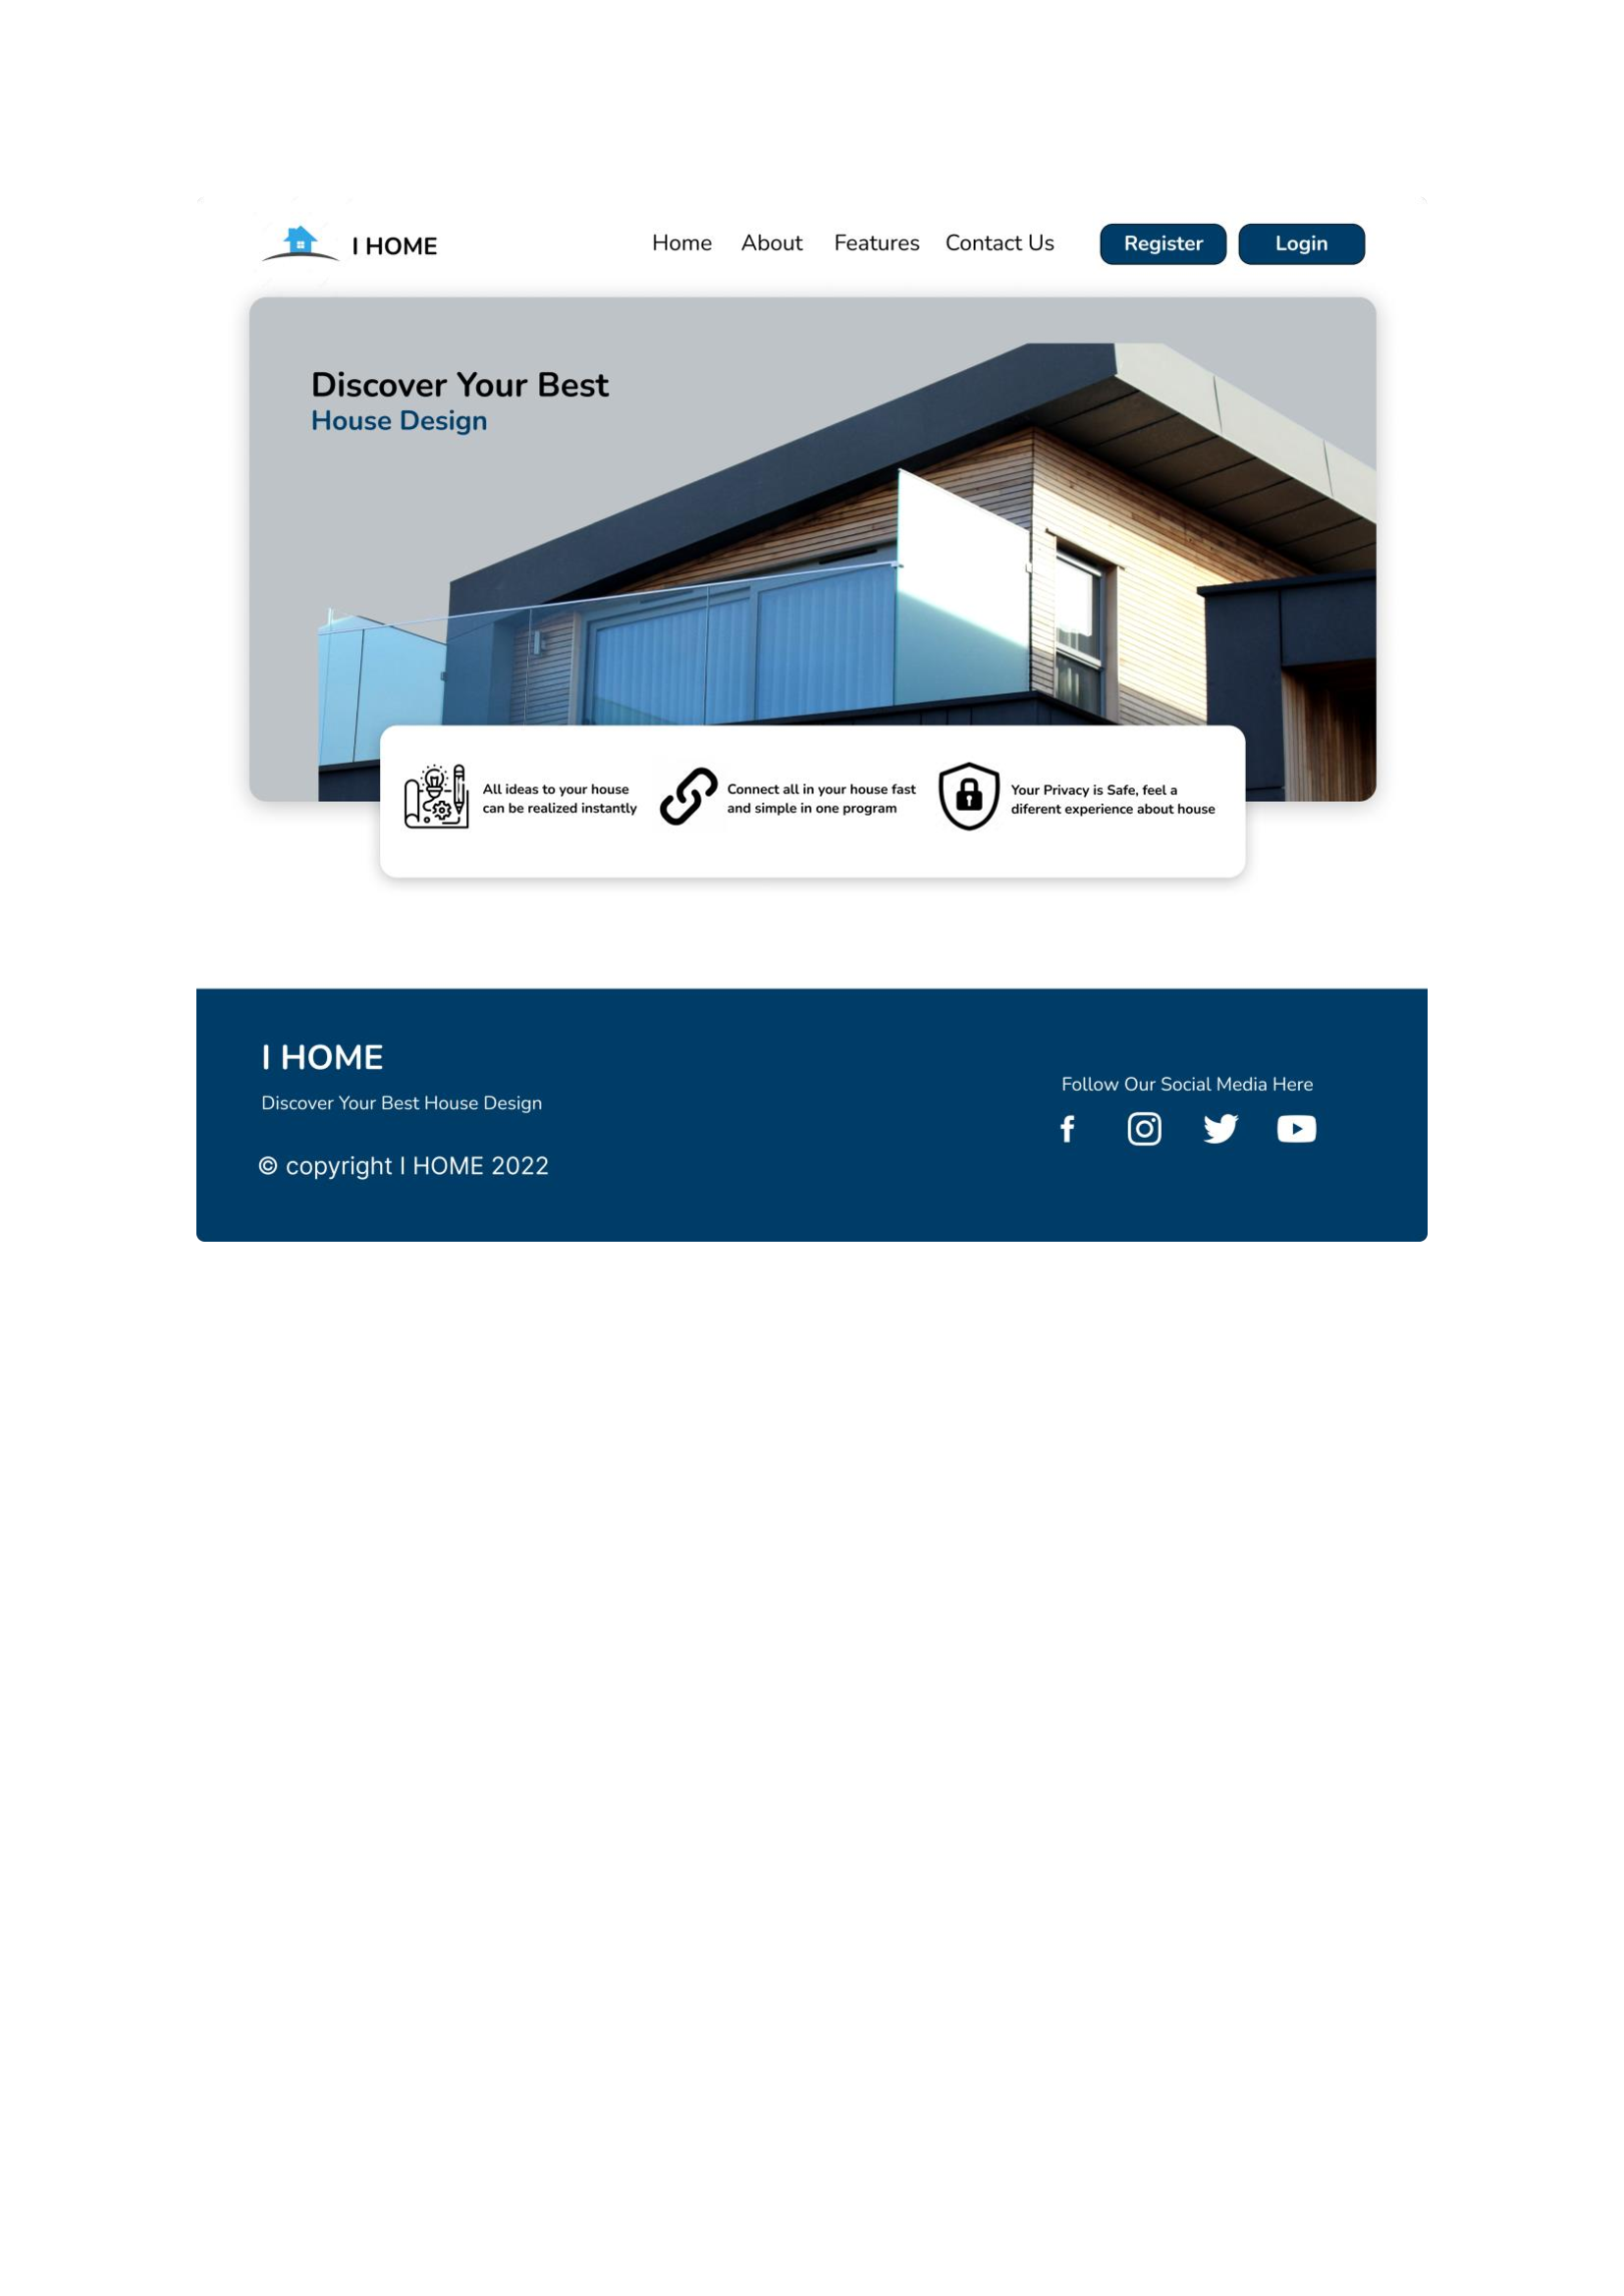 I HOME
Home About Features Contact Us Register Login
Discover Your Best
House Design
All ideas to your house
can be realized instantly
Connect all in your house fast
and simple in one program
Your Privacy is Safe, feel a
diferent experience about house
I HOME
Discover Your Best House Design
© copyright I HOME 2022
Follow Our Social Media Here